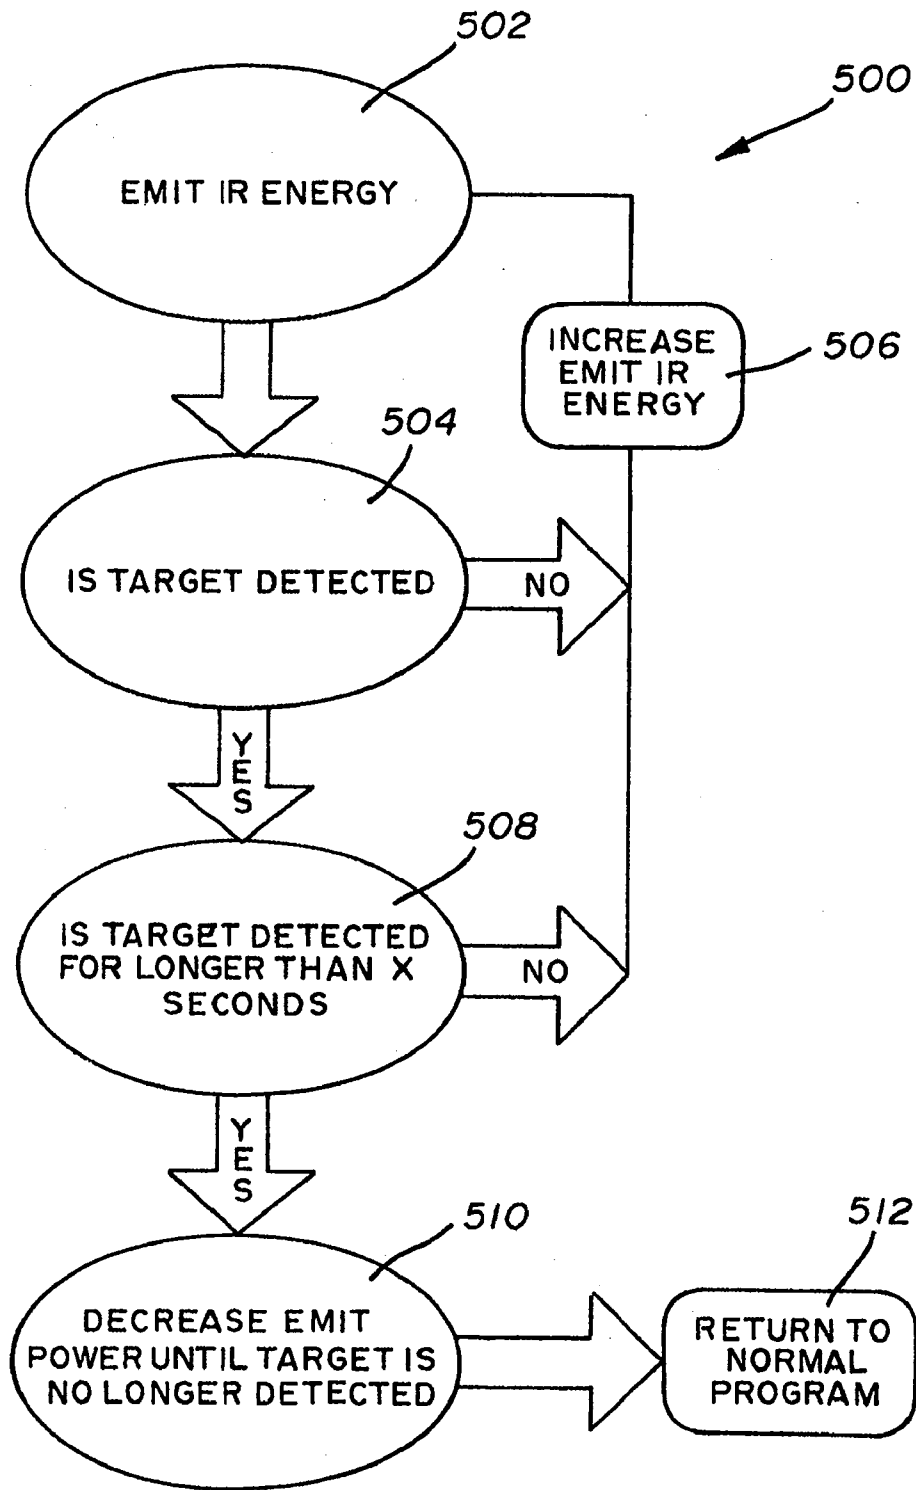 502
500
EMIT IR ENERGY
INCREASE
EMIT IR
ENERGY
506
504
IS TARGET DETECTED
NO
YES
508
IS TARGET DETECTED
FOR LONGER THAN X
SECONDS
NO
YES
510
512
DECREASE EMIT
POWER UNTIL TARGET IS
NO LONGER DETECTED
RETURN TO
NORMAL
PROGRAM